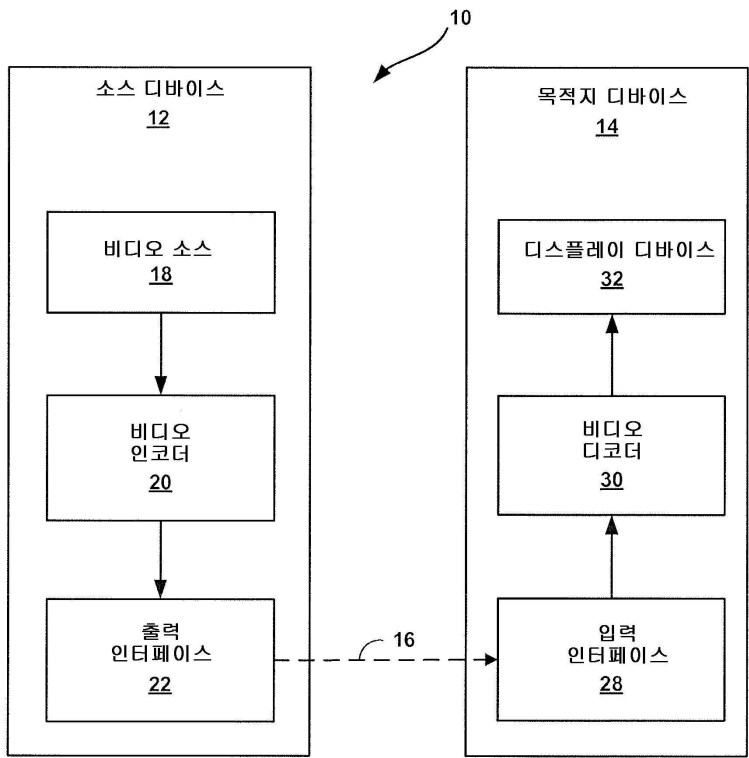 10
소스 디바이스
12
비디오 소스
18
비디오
인코더
20
출력
인터페이스
22
16
목적지 디바이스
14
디스플레이 디바이스
32
비디오
디코더
30
입력
인터페이스
28